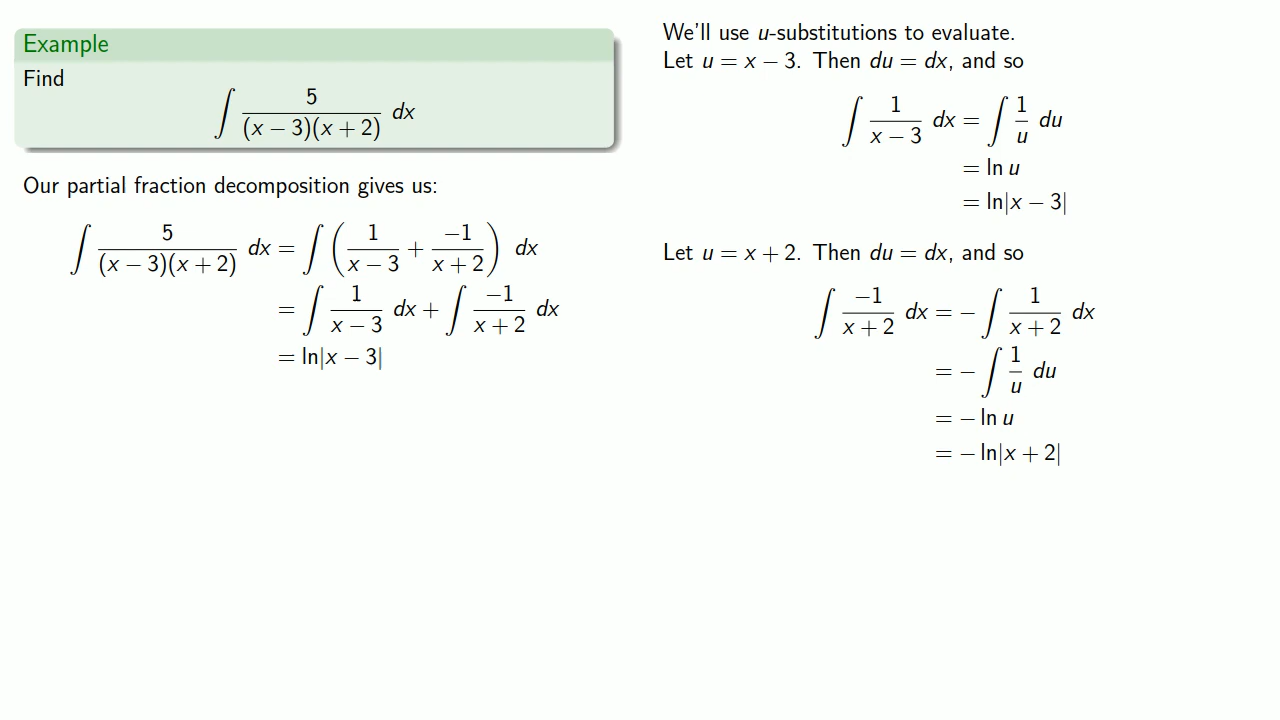 Example
Find
∫ 5/((x − 3)(x + 2)) dx
Our partial fraction decomposition gives us:
∫ 5/((x − 3)(x + 2)) dx = ∫ (1/(x − 3) + −1/(x + 2)) dx
= ∫ 1/(x − 3) dx + ∫ −1/(x + 2) dx
= ln|x − 3|
We'll use u-substitutions to evaluate.
Let u = x − 3. Then du = dx, and so
∫ 1/(x − 3) dx = ∫ 1/u du
= ln u
= ln|x − 3|
Let u = x + 2. Then du = dx, and so
∫ −1/(x + 2) dx = − ∫ 1/(x + 2) dx
= − ∫ 1/u du
= − ln u
= − ln|x + 2|